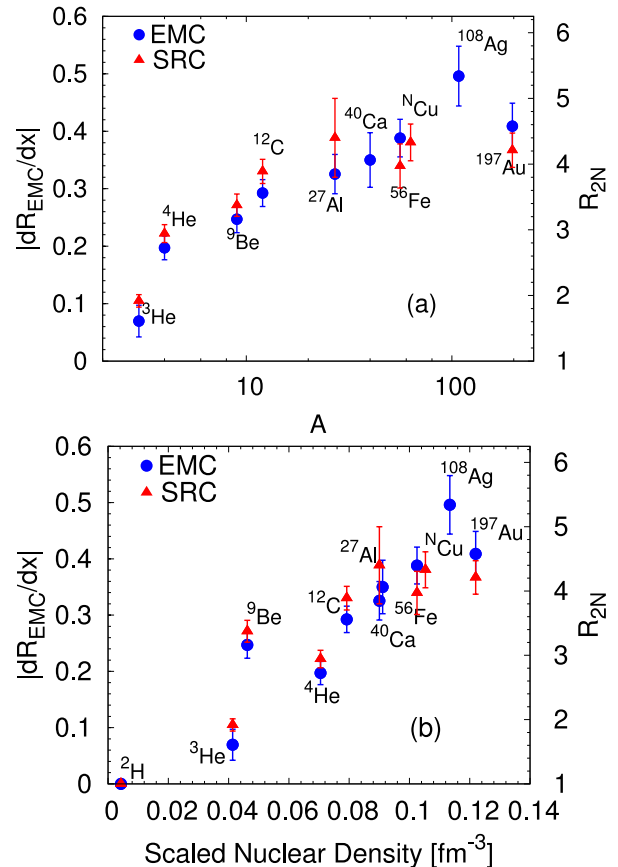 0.6
0.5
0.4
0.3
0.2
0.1
0
|dR_EMC/dx|
EMC
SRC
³He
⁴He
⁹Be
¹²C
²⁷Al
⁴⁰Ca
⁵⁶Fe
ᴺCu
¹⁰⁸Ag
¹⁹⁷Au
(a)
6
5
4
3
2
1
R_2N
10 100
A
0.6
0.5
0.4
0.3
0.2
0.1
0
|dR_EMC/dx|
EMC
SRC
²H
³He
⁹Be
⁴He
¹²C
²⁷Al
⁴⁰Ca
⁵⁶Fe
ᴺCu
¹⁰⁸Ag
¹⁹⁷Au
(b)
6
5
4
3
2
1
R_2N
0 0.02 0.04 0.06 0.08 0.1 0.12 0.14
Scaled Nuclear Density [fm⁻³]